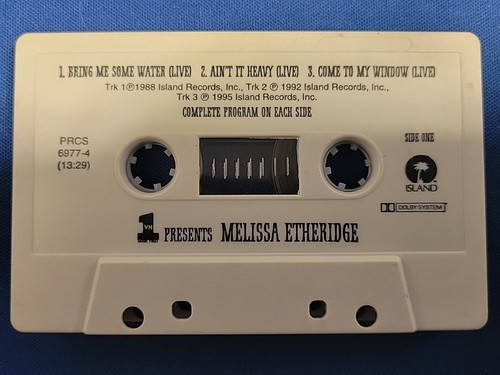 1. BRING ME SOME WATER (LIVE) 2. AIN'T IT HEAVY (LIVE) 3. COME TO MY WINDOW (LIVE)
Trk 1℗1988 Island Records, Inc., Trk 2 ℗ 1992 Island Records, Inc.,
Trk 3 ℗ 1995 Island Records, Inc.
COMPLETE PROGRAM ON EACH SIDE
PRCS
6977-4
(13:29)
SIDE ONE
ISLAND
DOLBY SYSTEM
VH1 PRESENTS MELISSA ETHERIDGE